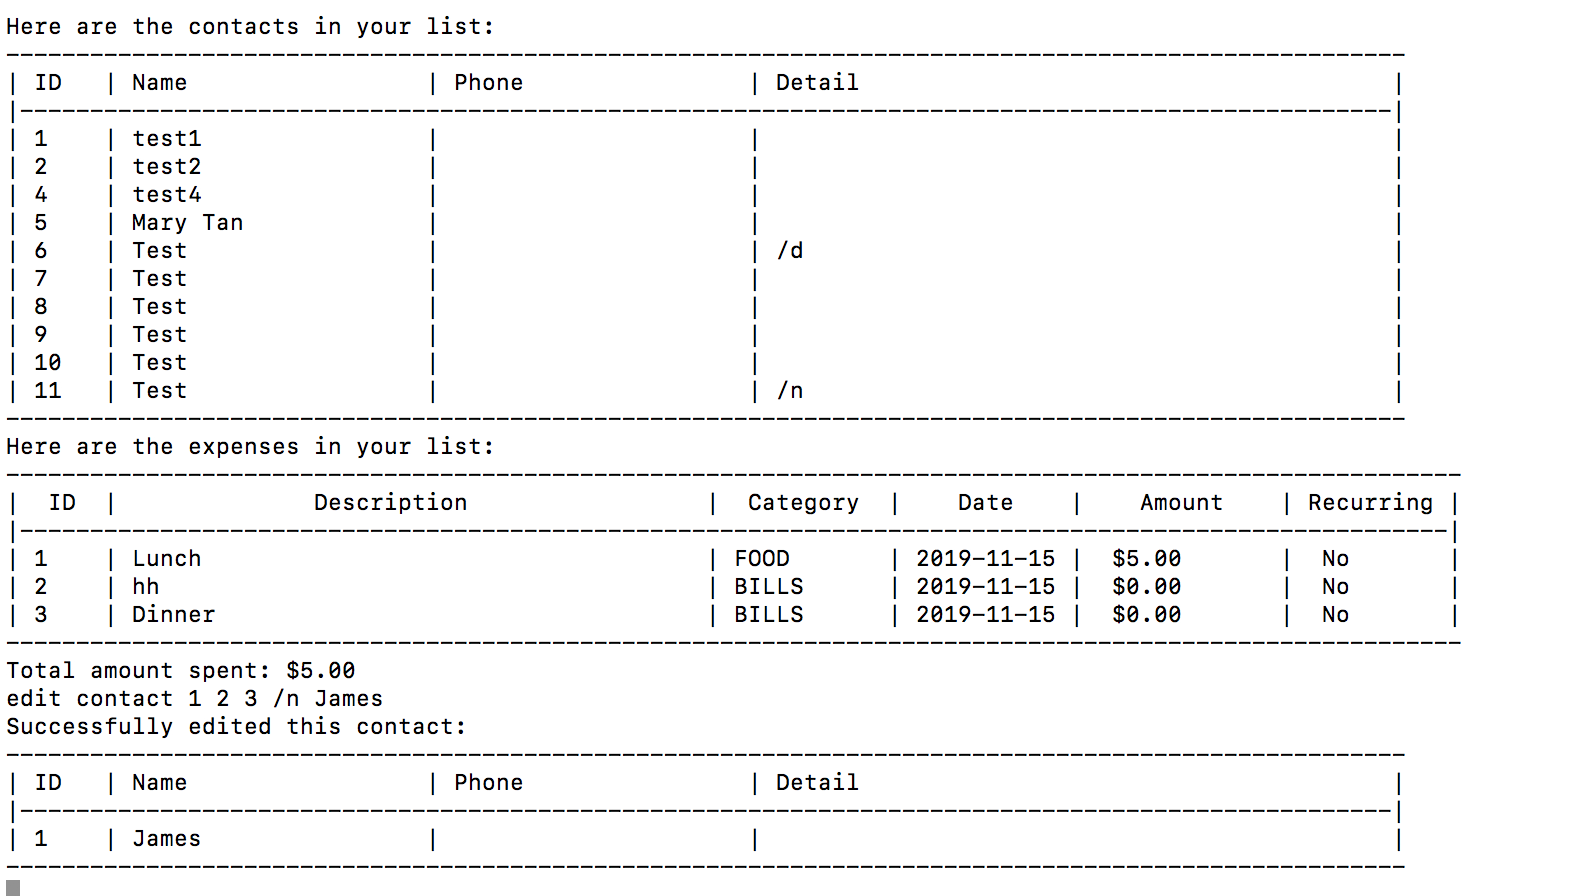 Here are the contacts in your list:
| ID | Name | Phone | Detail |
| 1 | test1 | | |
| 2 | test2 | | |
| 4 | test4 | | |
| 5 | Mary Tan | | |
| 6 | Test | | /d |
| 7 | Test | | |
| 8 | Test | | |
| 9 | Test | | |
| 10 | Test | | |
| 11 | Test | | /n |
Here are the expenses in your list:
| ID | Description | Category | Date | Amount | Recurring |
| 1 | Lunch | FOOD | 2019-11-15 | $5.00 | No |
| 2 | hh | BILLS | 2019-11-15 | $0.00 | No |
| 3 | Dinner | BILLS | 2019-11-15 | $0.00 | No |
Total amount spent: $5.00
edit contact 1 2 3 /n James
Successfully edited this contact:
| ID | Name | Phone | Detail |
| 1 | James | | |